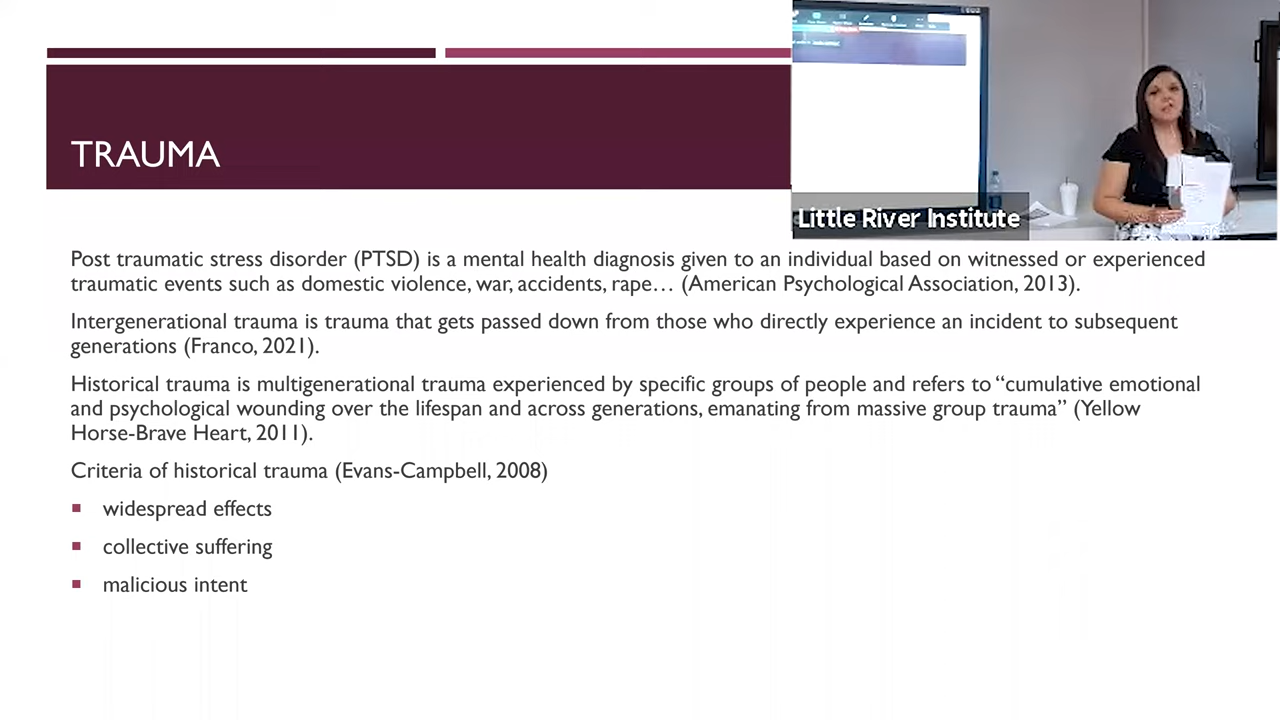 TRAUMA
Little River Institute
Post traumatic stress disorder (PTSD) is a mental health diagnosis given to an individual based on witnessed or experienced
traumatic events such as domestic violence, war, accidents, rape… (American Psychological Association, 2013).
Intergenerational trauma is trauma that gets passed down from those who directly experience an incident to subsequent
generations (Franco, 2021).
Historical trauma is multigenerational trauma experienced by specific groups of people and refers to “cumulative emotional
and psychological wounding over the lifespan and across generations, emanating from massive group trauma” (Yellow
Horse-Brave Heart, 2011).
Criteria of historical trauma (Evans-Campbell, 2008)
widespread effects
collective suffering
malicious intent